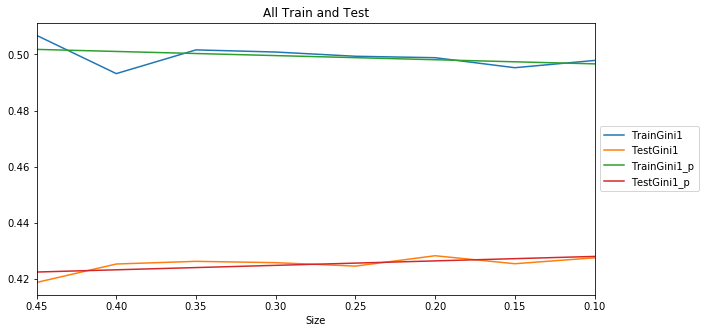 All Train and Test
0.50
0.48
0.46
0.44
0.42
0.45 0.40 0.35 0.30 0.25 0.20 0.15 0.10
Size
TrainGini1
TestGini1
TrainGini1_p
TestGini1_p